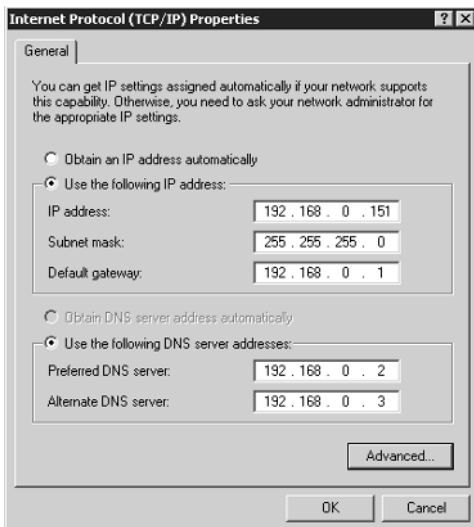 Internet Protocol (TCP/IP) Properties
General
You can get IP settings assigned automatically if your network supports
this capability. Otherwise, you need to ask your network administrator for
the appropriate IP settings.
Obtain an IP address automatically
Use the following IP address:
IP address: 192 . 168 . 0 . 151
Subnet mask: 255 . 255 . 255 . 0
Default gateway: 192 . 168 . 0 . 1
Obtain DNS server address automatically
Use the following DNS server addresses:
Preferred DNS server: 192 . 168 . 0 . 2
Alternate DNS server: 192 . 168 . 0 . 3
Advanced...
OK Cancel